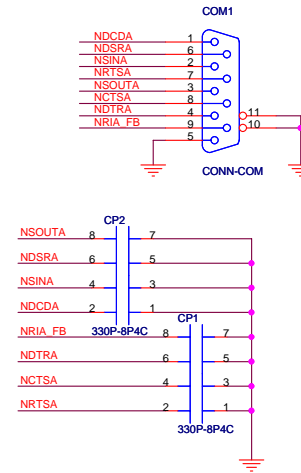 COM1
NDCDA 1
NDSRA 6
NSINA 2
NRTSA 7
NSOUTA 3
NCTSA 8
NDTRA 4 11
NRIA_FB 9 10
5
CONN-COM
CP2
NSOUTA 8 7
NDSRA 6 5
NSINA 4 3
NDCDA 2 1
CP1
330P-8P4C
NRIA_FB 8 7
NDTRA 6 5
NCTSA 4 3
NRTSA 2 1
330P-8P4C